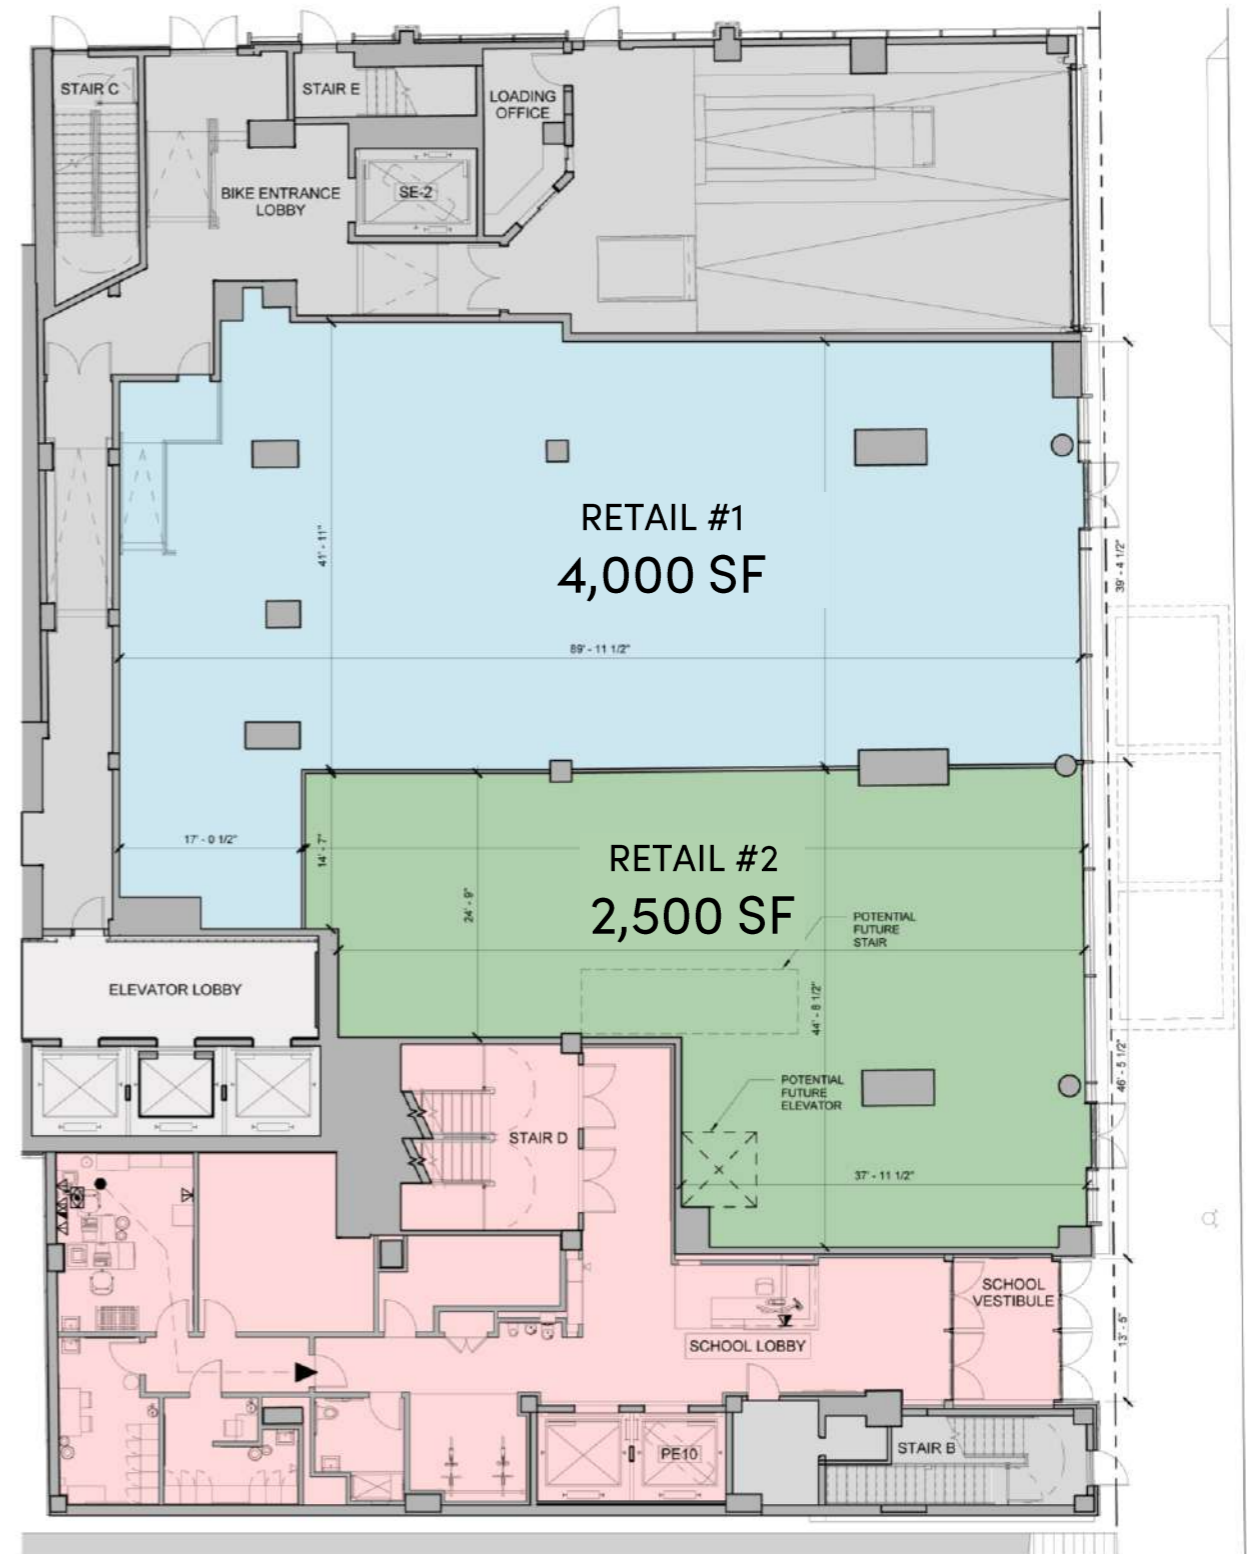 STAIR C
STAIR E
LOADING
OFFICE
BIKE ENTRANCE
LOBBY
SE-2
RETAIL #1
4,000 SF
41' - 11"
39' - 4 1/2"
89' - 11 1/2"
17' - 0 1/2"
14' - 7"
24' - 9"
RETAIL #2
2,500 SF
POTENTIAL
FUTURE
STAIR
ELEVATOR LOBBY
44' - 8 1/2"
46' - 5 1/2"
POTENTIAL
FUTURE
ELEVATOR
STAIR D
37' - 11 1/2"
SCHOOL
VESTIBULE
SCHOOL LOBBY
13' - 6"
STAIR B
PE10